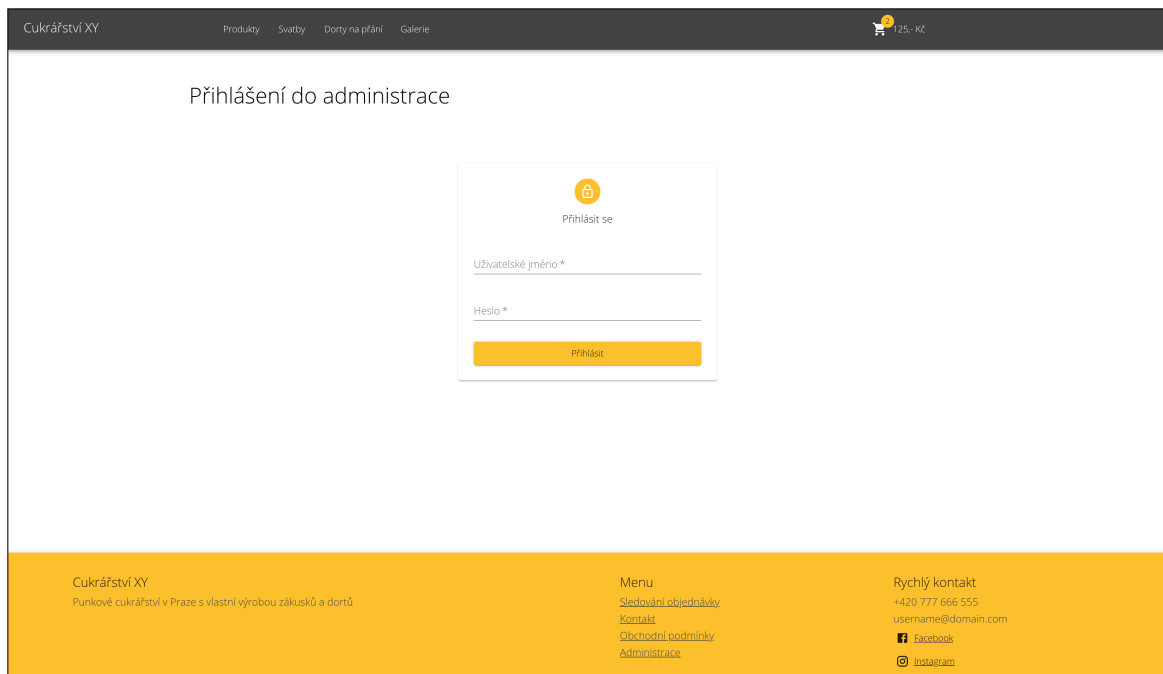 Cukrářství XY
Produkty Svatby Dorty na přání Galerie
2
125,- Kč
Přihlášení do administrace
Přihlásit se
Uživatelské jméno *
Heslo *
Přihlásit
Cukrářství XY
Punkové cukrářství v Praze s vlastní výrobou zákusků a dortů
Menu
Sledování objednávky
Kontakt
Obchodní podmínky
Administrace
Rychlý kontakt
+420 777 666 555
username@domain.com
Facebook
Instagram